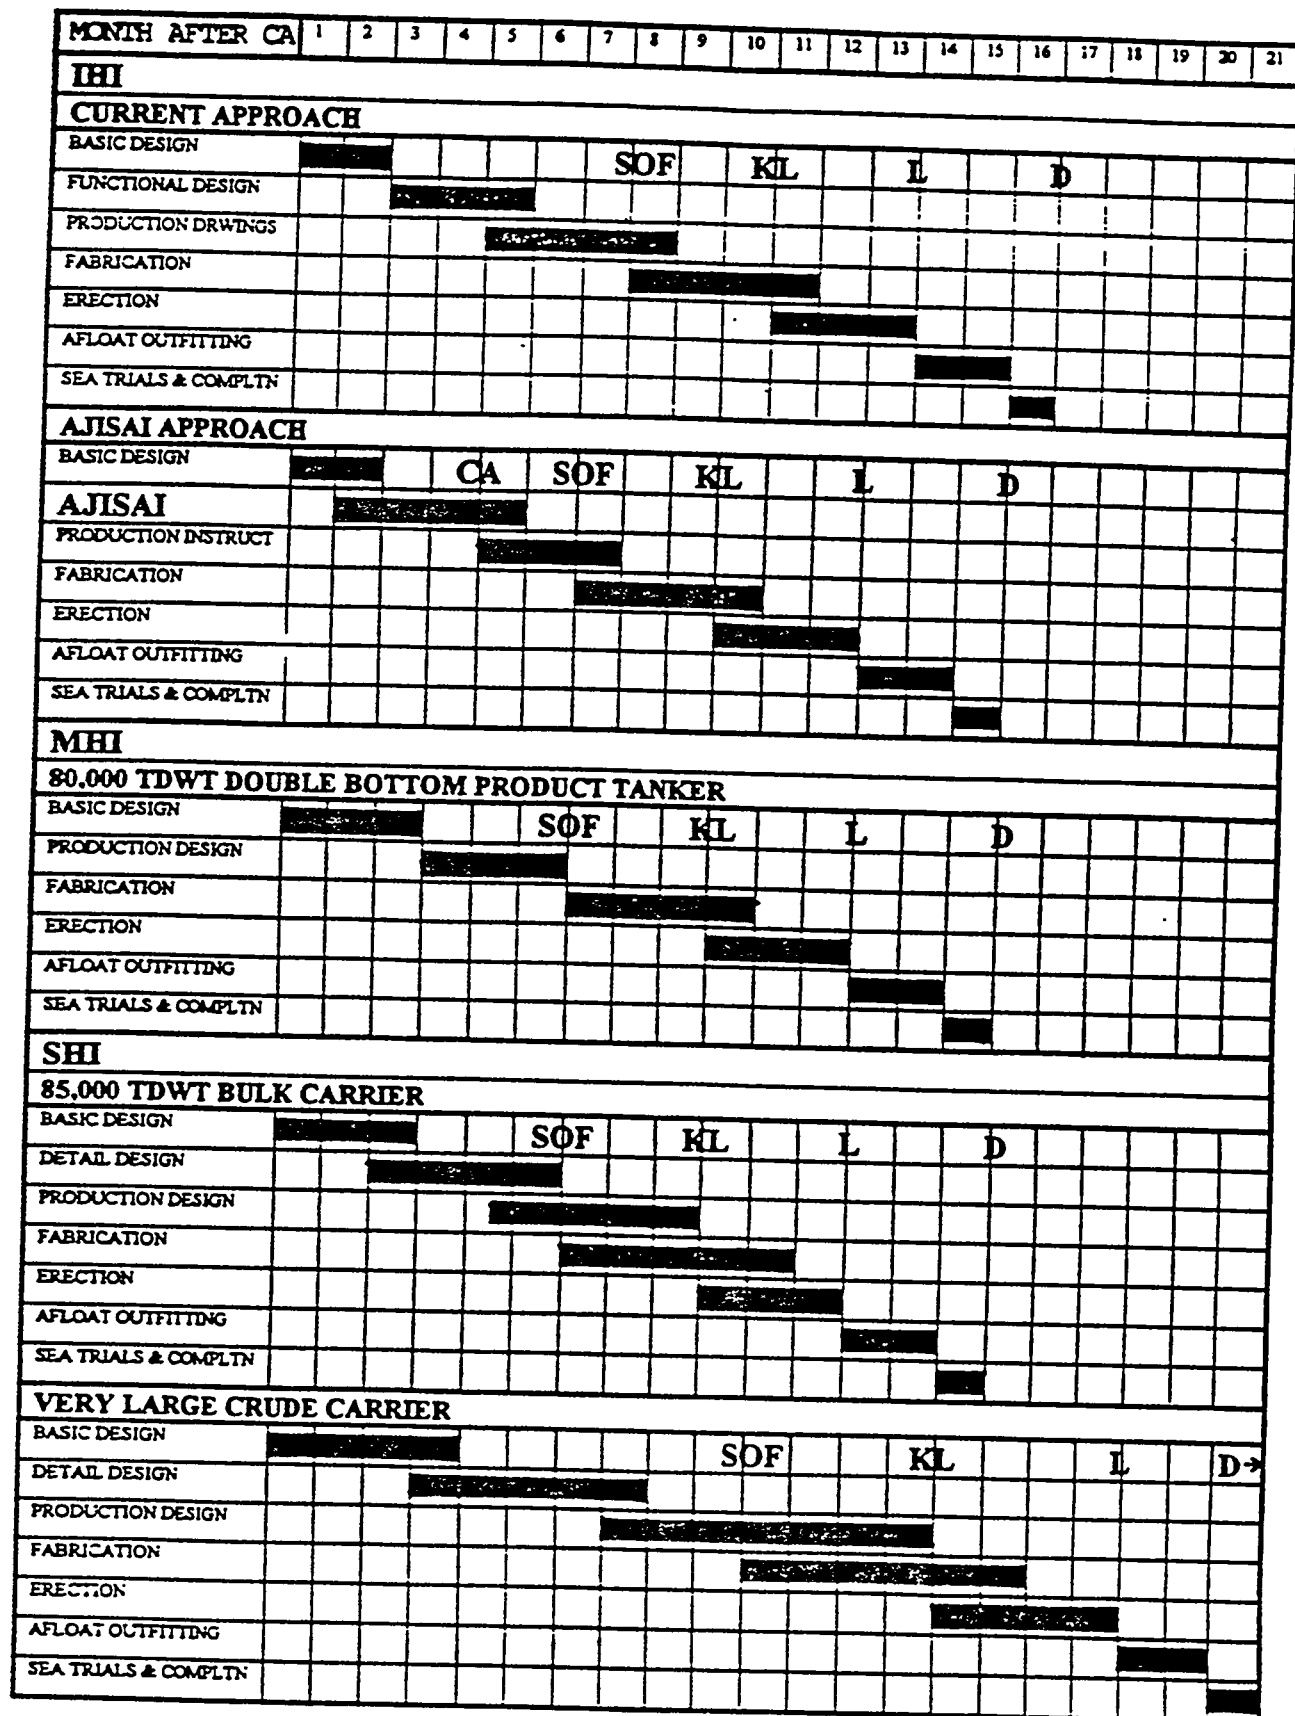 MONTH AFTER CA 1 2 3 4 5 6 7 8 9 10 11 12 13 14 15 16 17 18 19 20 21
IHI
CURRENT APPROACH
BASIC DESIGN SOF KL L D
FUNCTIONAL DESIGN
PRODUCTION DRWINGS
FABRICATION
ERECTION
AFLOAT OUTFITTING
SEA TRIALS & COMPLTN
AJISAI APPROACH
BASIC DESIGN CA SOF KL L D
AJISAI
PRODUCTION INSTRUCT
FABRICATION
ERECTION
AFLOAT OUTFITTING
SEA TRIALS & COMPLTN
MHI
80,000 TDWT DOUBLE BOTTOM PRODUCT TANKER
BASIC DESIGN SOF KL L D
PRODUCTION DESIGN
FABRICATION
ERECTION
AFLOAT OUTFITTING
SEA TRIALS & COMPLTN
SHI
85,000 TDWT BULK CARRIER
BASIC DESIGN SOF KL L D
DETAIL DESIGN
PRODUCTION DESIGN
FABRICATION
ERECTION
AFLOAT OUTFITTING
SEA TRIALS & COMPLTN
VERY LARGE CRUDE CARRIER
BASIC DESIGN SOF KL L D→
DETAIL DESIGN
PRODUCTION DESIGN
FABRICATION
ERECTION
AFLOAT OUTFITTING
SEA TRIALS & COMPLTN